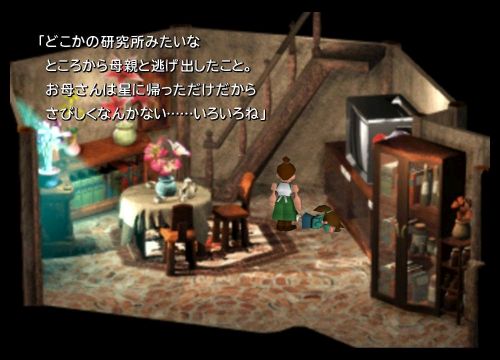 「どこかの研究所みたいな
ところから母親と逃げ出したこと。
お母さんは星に帰っただけだから
さびしくなんかない……いろいろね」